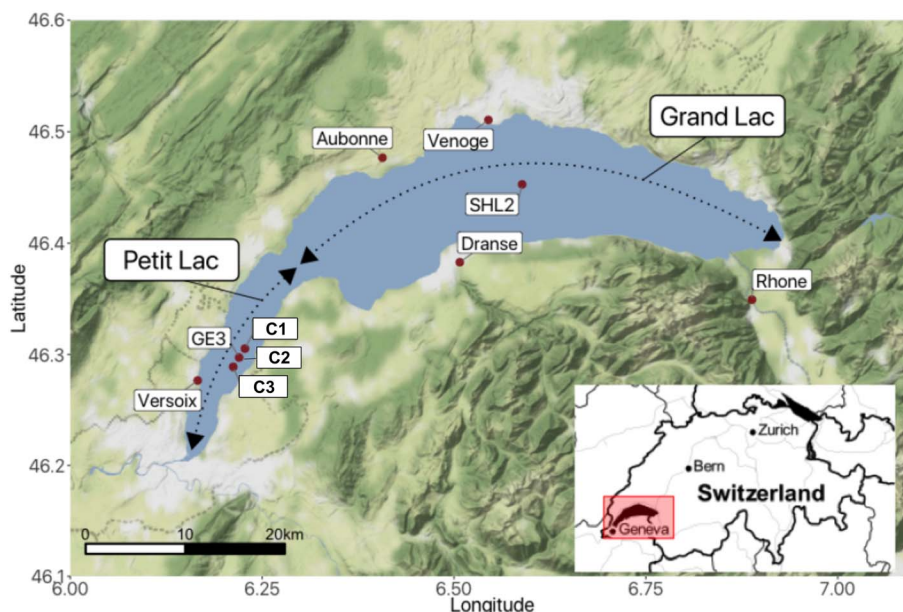 46.6
46.5
46.4
46.3
46.2
46.1
Latitude
Grand Lac
Aubonne
Venoge
SHL2
Petit Lac
Dranse
Rhone
GE3
C1
C2
C3
Versoix
0 10 20km
Zurich
Bern
Switzerland
Geneva
6.00 6.25 6.50 6.75 7.00
Longitude